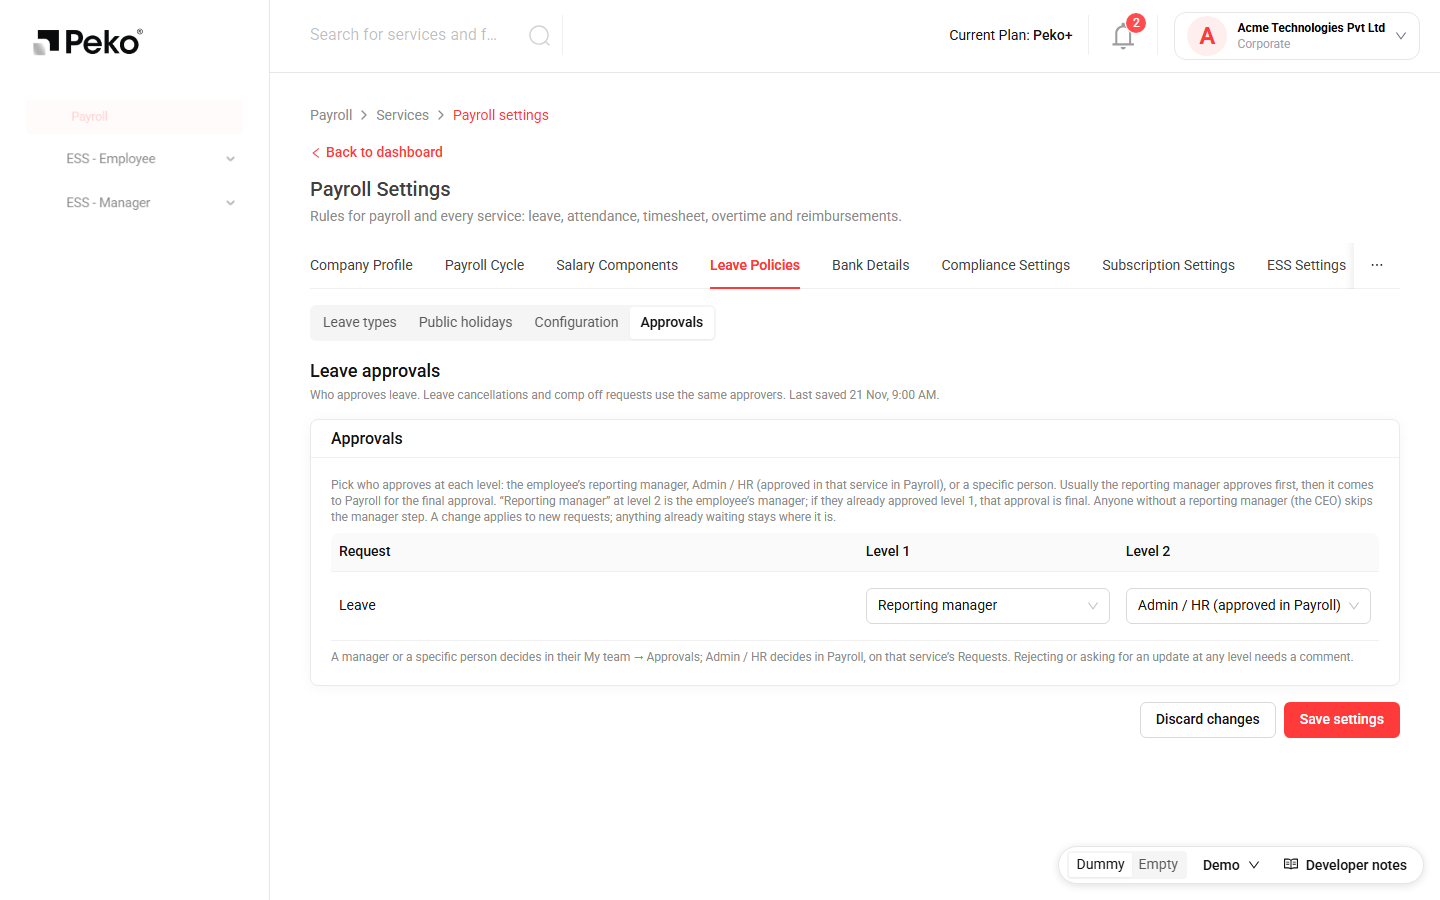 Peko®
Search for services and f...
Current Plan: Peko+
2
A
Acme Technologies Pvt Ltd
Corporate
Payroll
ESS - Employee
ESS - Manager
Payroll > Services > Payroll settings
< Back to dashboard
Payroll Settings
Rules for payroll and every service: leave, attendance, timesheet, overtime and reimbursements.
Company Profile Payroll Cycle Salary Components Leave Policies Bank Details Compliance Settings Subscription Settings ESS Settings ...
Leave types Public holidays Configuration Approvals
Leave approvals
Who approves leave. Leave cancellations and comp off requests use the same approvers. Last saved 21 Nov, 9:00 AM.
Approvals
Pick who approves at each level: the employee’s reporting manager, Admin / HR (approved in that service in Payroll), or a specific person. Usually the reporting manager approves first, then it comes
to Payroll for the final approval. “Reporting manager” at level 2 is the employee’s manager; if they already approved level 1, that approval is final. Anyone without a reporting manager (the CEO) skips
the manager step. A change applies to new requests; anything already waiting stays where it is.
Request Level 1 Level 2
Leave Reporting manager Admin / HR (approved in Payroll)
A manager or a specific person decides in their My team → Approvals; Admin / HR decides in Payroll, on that service’s Requests. Rejecting or asking for an update at any level needs a comment.
Discard changes Save settings
Dummy Empty Demo Developer notes